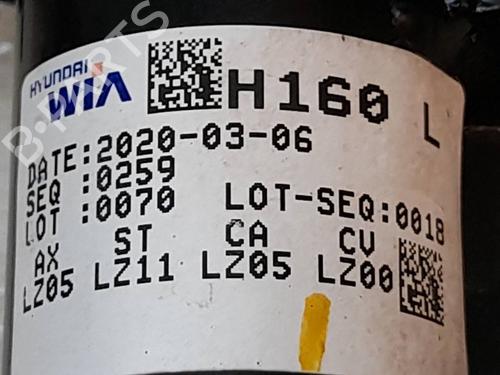 HYUNDAI
WIA H160 L
DATE:2020-03-06
SEQ :0259
LOT :0070 LOT-SEQ:0018
AX ST CA CV
LZ05 LZ11 LZ05 LZ00
B-PARTS